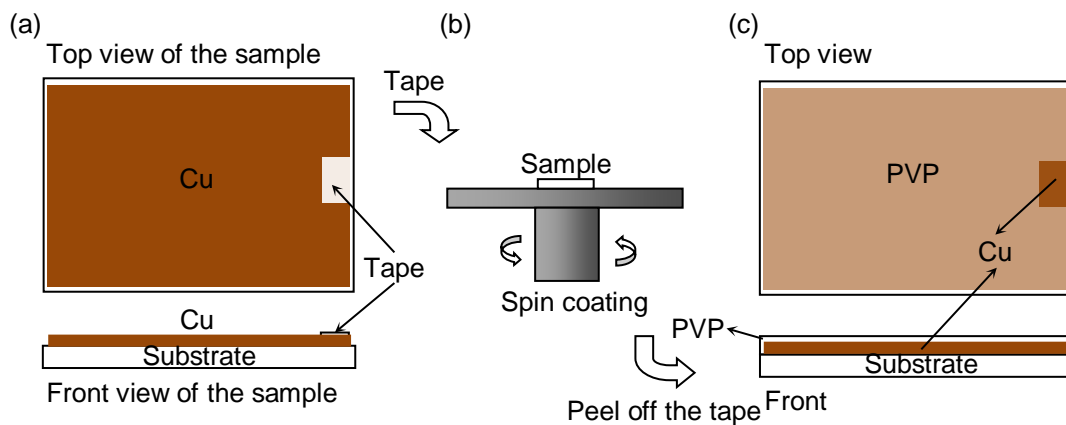 (a)
Top view of the sample
Cu
Tape
Cu
Substrate
Front view of the sample
Tape
(b)
Sample
Spin coating
Peel off the tape
(c)
Top view
PVP
Cu
PVP
Substrate
Front